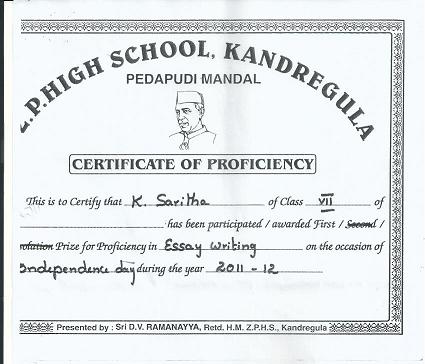 Z.P.HIGH SCHOOL, KANDREGULA
PEDAPUDI MANDAL
CERTIFICATE OF PROFICIENCY
This is to Certify that K. Saritha of Class VII of
has been participated / awarded First / Second /
olation Prize for Proficiency in Essay writing on the occasion of
Independence day during the year 2011 - 12
Presented by : Sri D.V. RAMANAYYA, Retd. H.M. Z.P.H.S., Kandregula